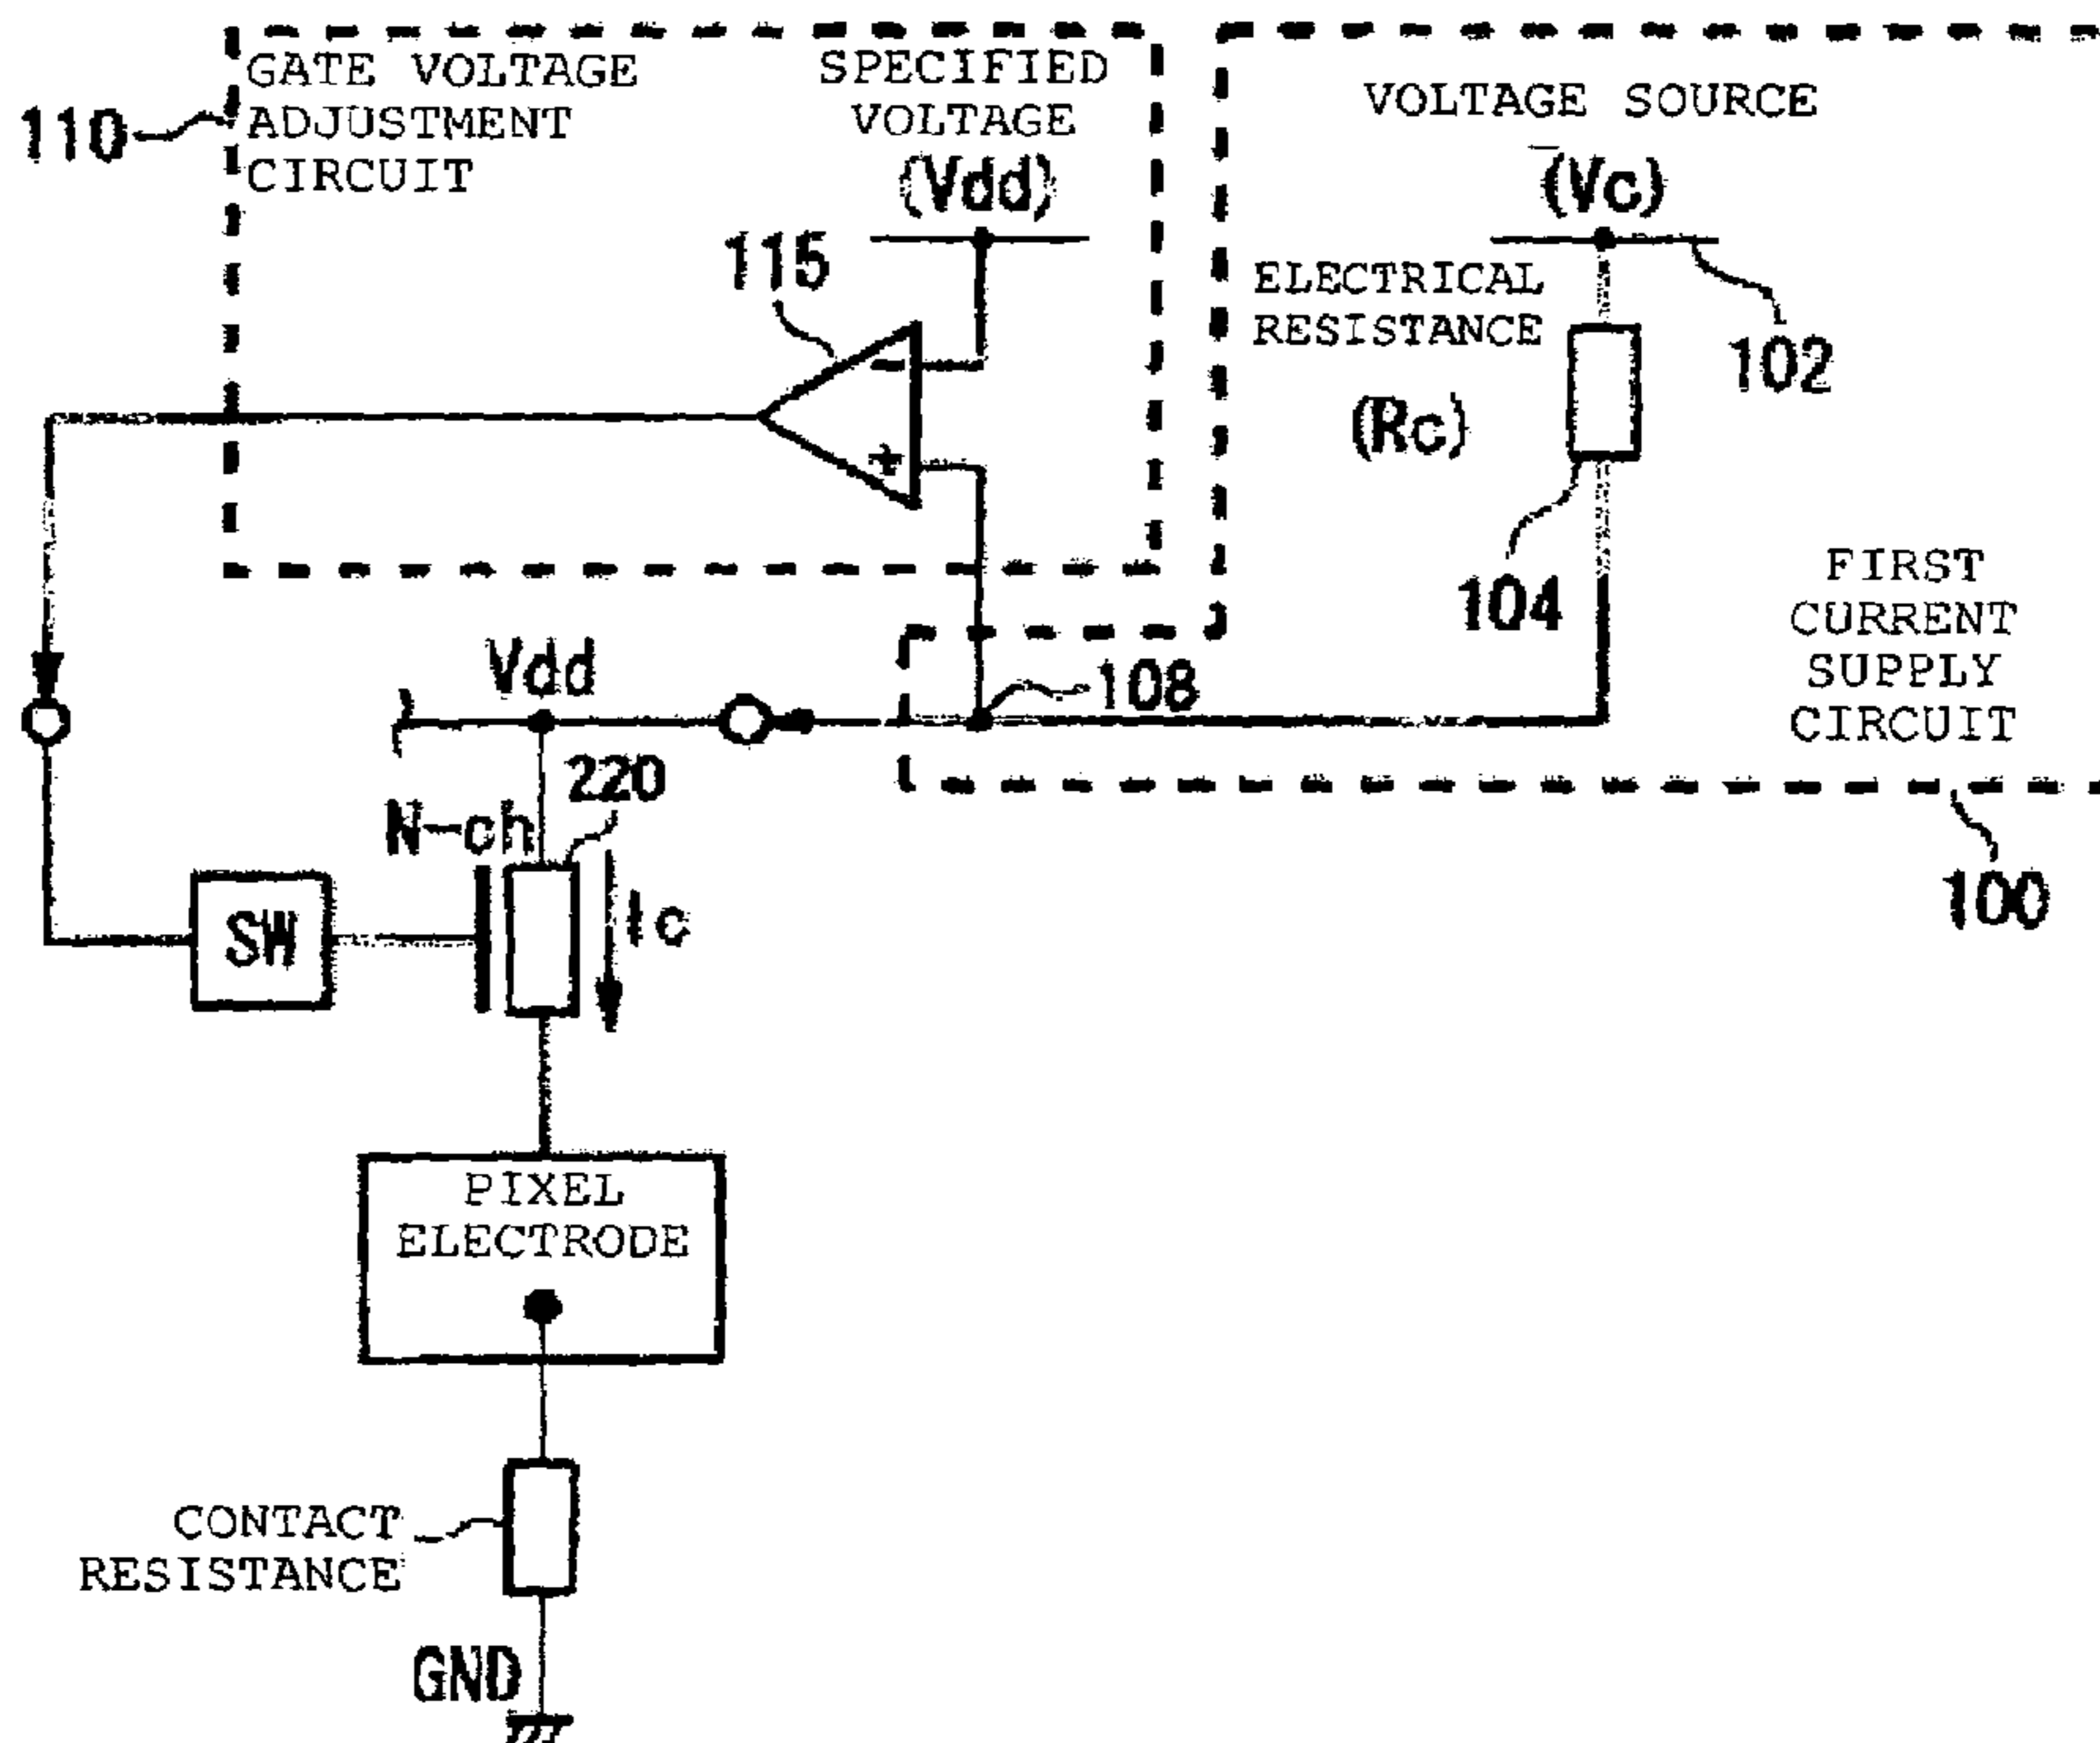 GATE VOLTAGE
ADJUSTMENT
CIRCUIT
110
SPECIFIED
VOLTAGE
(Vdd)
115
-
+
VOLTAGE SOURCE
(Vc)
ELECTRICAL
RESISTANCE
(Rc)
102
104
FIRST
CURRENT
SUPPLY
CIRCUIT
108
100
Vdd
220
N-ch
Ic
SW
PIXEL
ELECTRODE
CONTACT
RESISTANCE
GND